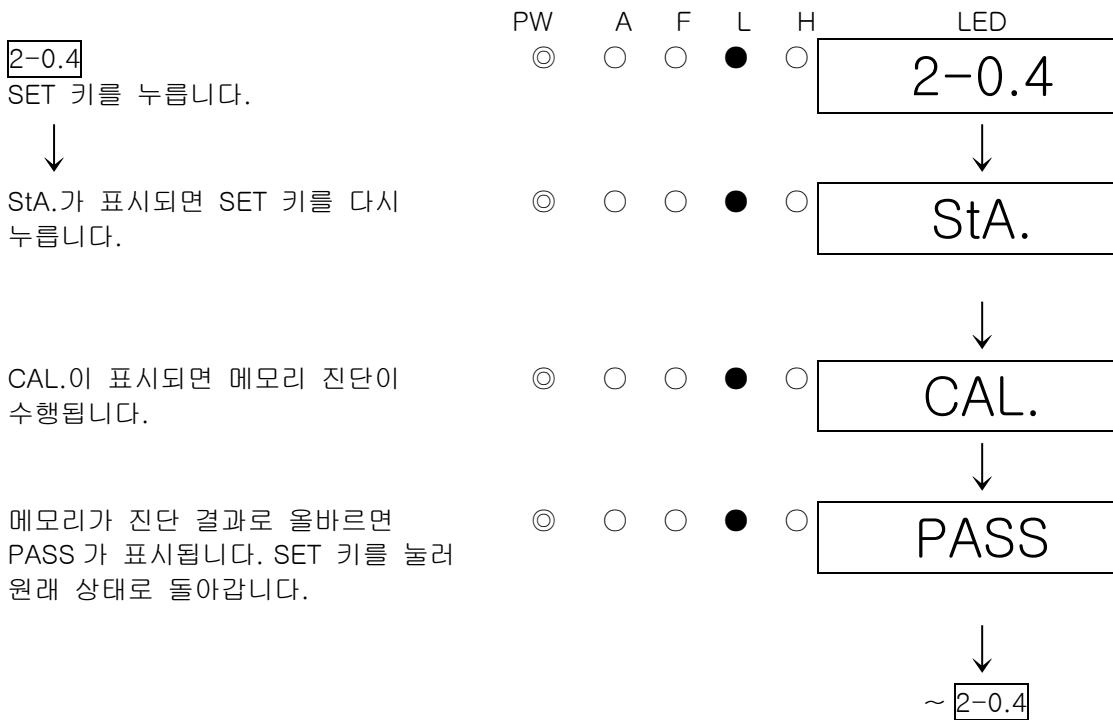 PW A F L H LED
2-0.4 ◎ ○ ○ ● ○ 2-0.4
SET 키를 누릅니다.
↓ ↓
StA.가 표시되면 SET 키를 다시 ◎ ○ ○ ● ○ StA.
누릅니다.
↓
CAL.이 표시되면 메모리 진단이 ◎ ○ ○ ● ○ CAL.
수행됩니다.
↓
메모리가 진단 결과로 올바르면 ◎ ○ ○ ● ○ PASS
PASS 가 표시됩니다. SET 키를 눌러
원래 상태로 돌아갑니다.
↓
~ 2-0.4